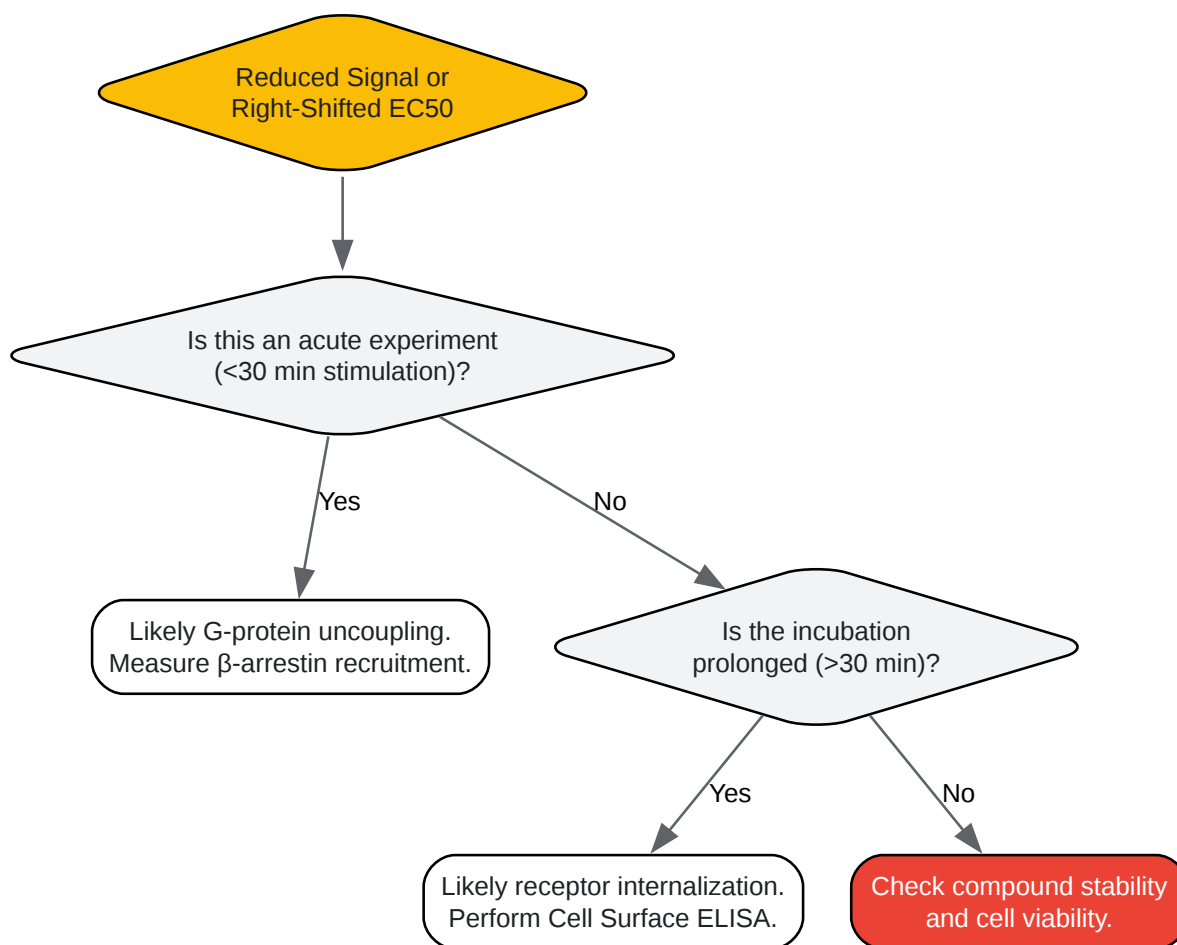 Reduced Signal or
Right-Shifted EC50
Is this an acute experiment
(<30 min stimulation)?
Yes
No
Likely G-protein uncoupling.
Measure β-arrestin recruitment.
Is the incubation
prolonged (>30 min)?
Yes
No
Likely receptor internalization.
Perform Cell Surface ELISA.
Check compound stability
and cell viability.